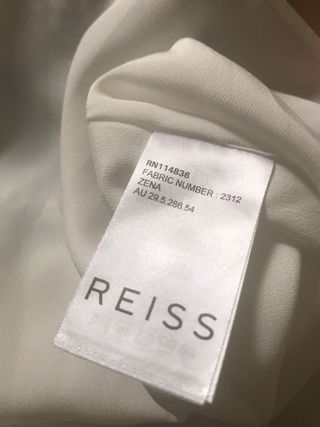 RN114836
FABRIC NUMBER : 2312
ZENA
AU 29.5.286.54
REISS